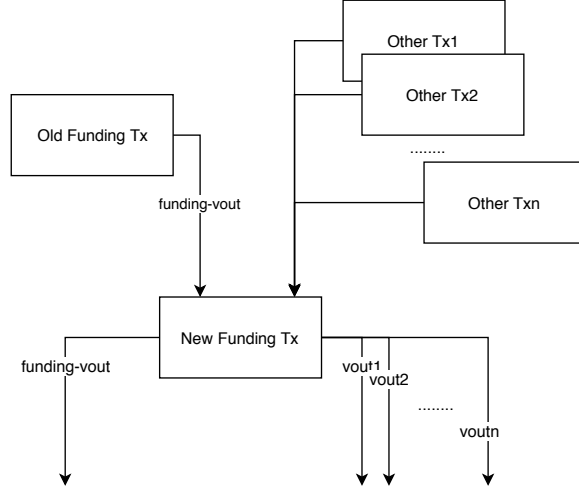 Other Tx1
Other Tx2
Old Funding Tx
........
funding-vout
Other Txn
New Funding Tx
funding-vout
vout1
vout2
........
voutn